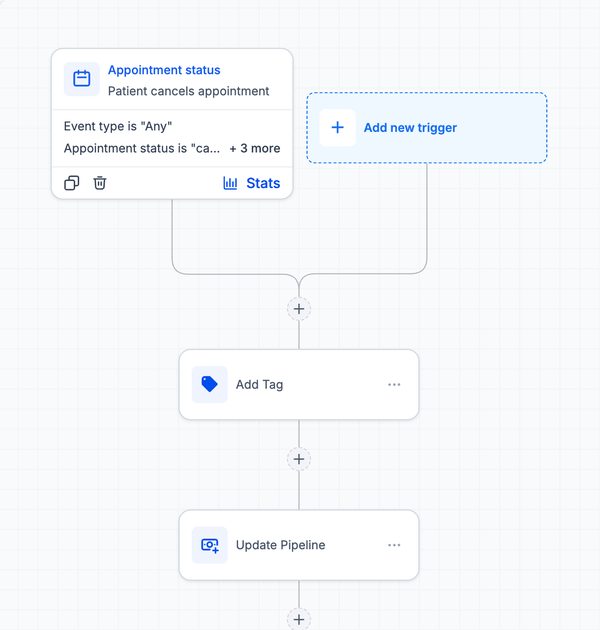 Appointment status
Patient cancels appointment
Event type is "Any"
Appointment status is "ca... + 3 more
Stats
Add new trigger
Add Tag
Update Pipeline